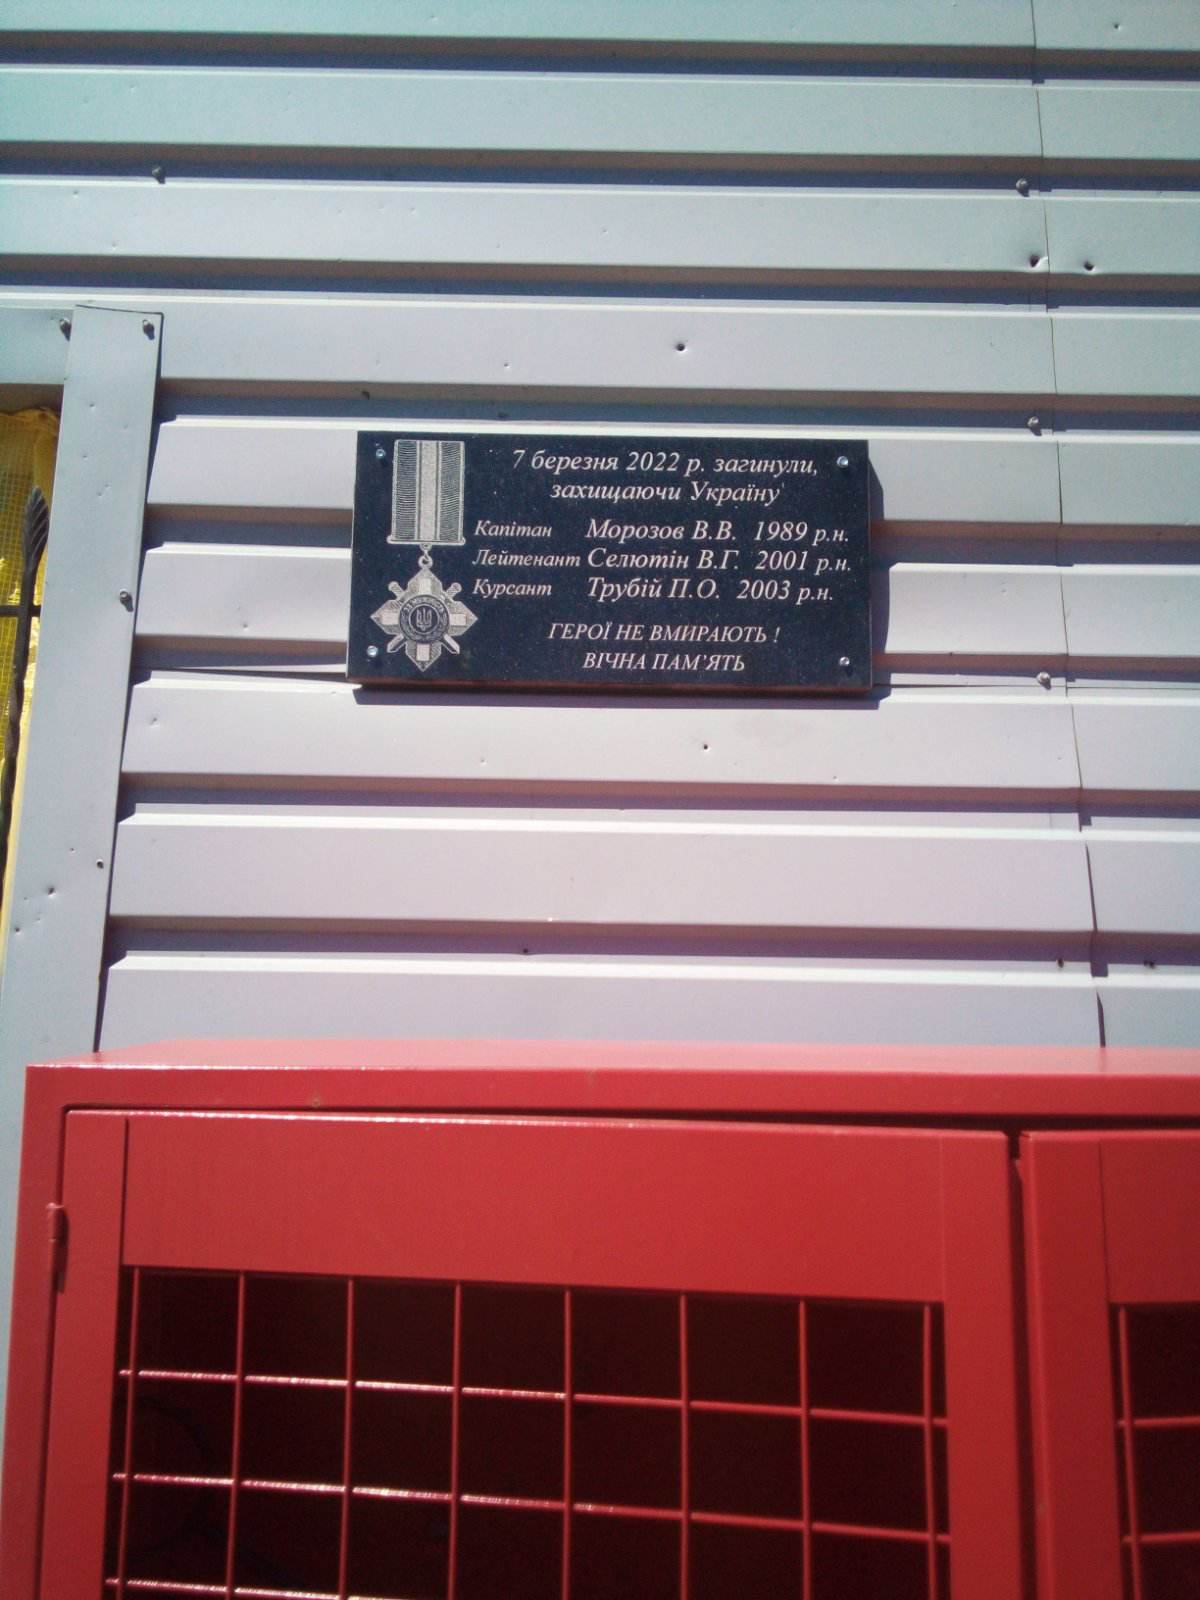 7 березня 2022 р. загинули,
захищаючи Україну
Капітан Морозов В.В. 1989 р.н.
Лейтенант Селютін В.Г. 2001 р.н.
Курсант Трубій П.О. 2003 р.н.
ГЕРОЇ НЕ ВМИРАЮТЬ !
ВІЧНА ПАМ'ЯТЬ